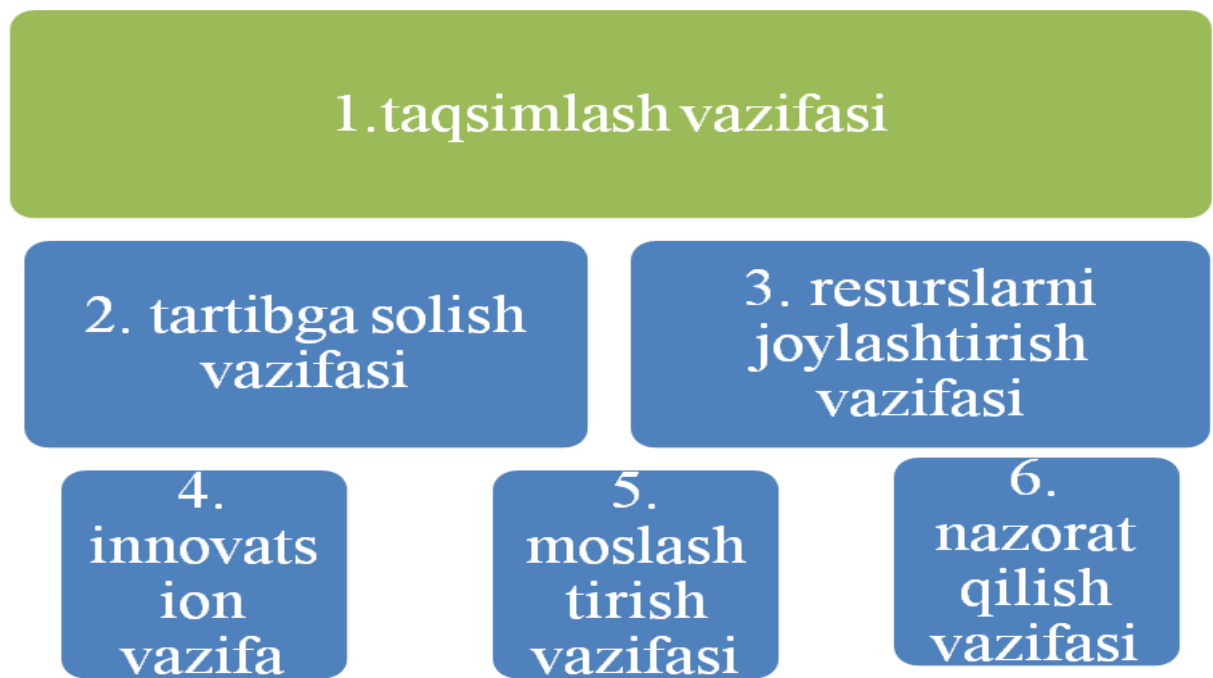 1.taqsimlash vazifasi
2. tartibga solish
vazifasi
3. resurslarni
joylashtirish
vazifasi
4.
innovats
ion
vazifa
5.
moslash
tirish
vazifasi
6.
nazorat
qilish
vazifasi